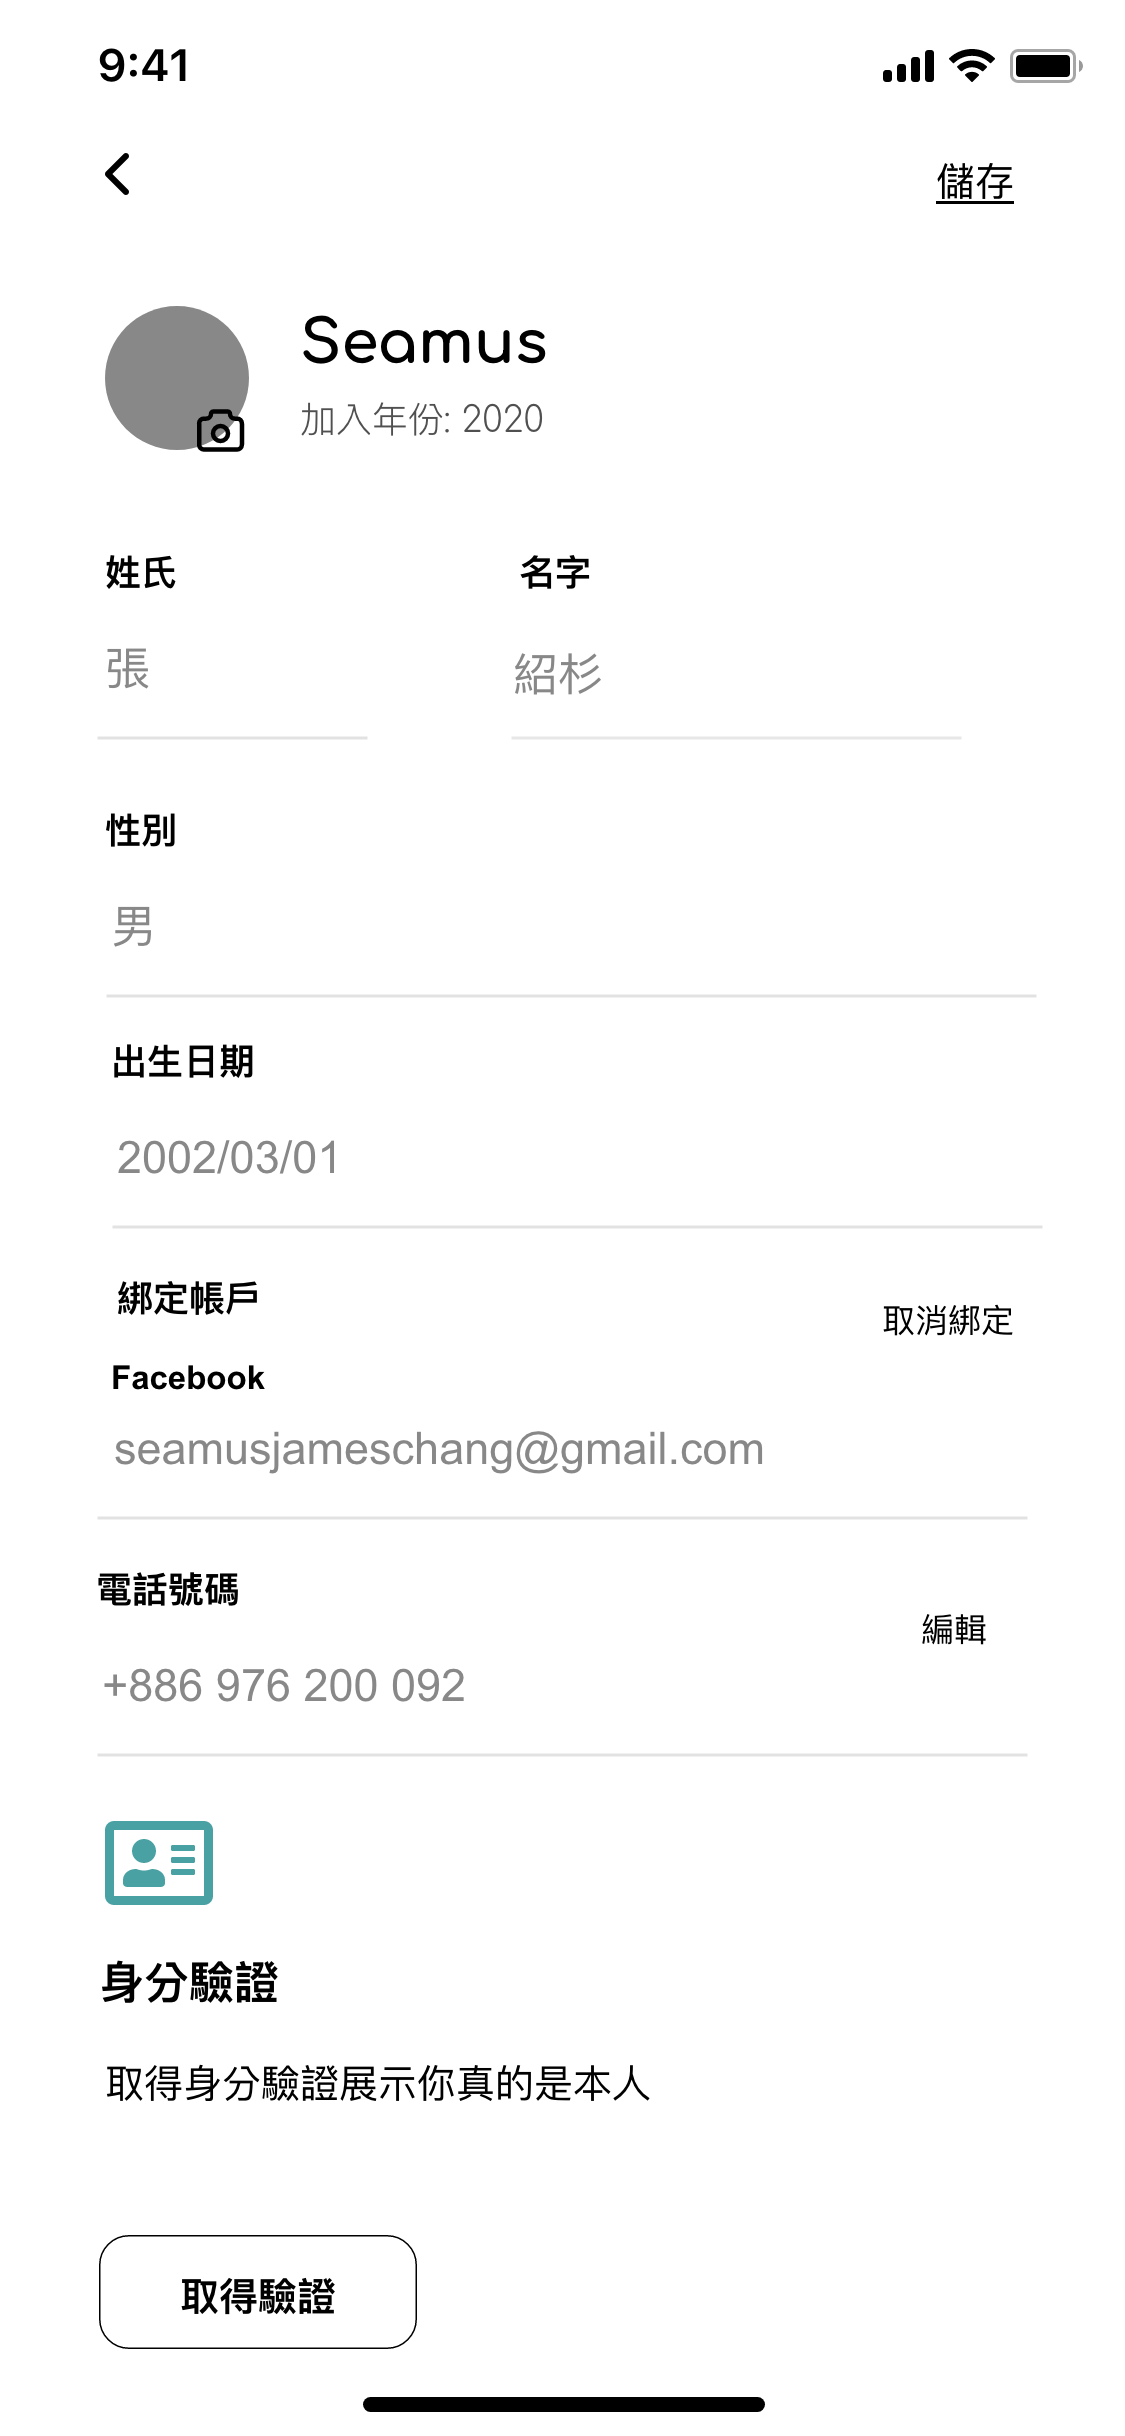 9:41
儲存
Seamus
加入年份: 2020
姓氏 名字
張 紹杉
性別
男
出生日期
2002/03/01
綁定帳戶
取消綁定
Facebook
seamusjameschang@gmail.com
電話號碼
編輯
+886 976 200 092
身分驗證
取得身分驗證展示你真的是本人
取得驗證